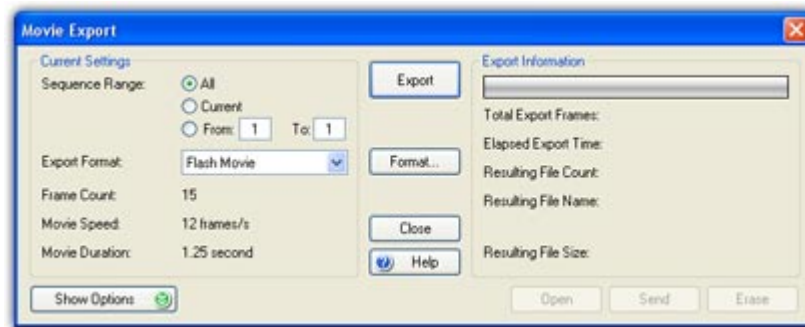 Movie Export
Current Settings
Sequence Range:
All
Current
From: 1 To: 1
Export Format:
Flash Movie
Frame Count:
15
Movie Speed:
12 frames/s
Movie Duration:
1.25 second
Show Options
Export
Format...
Close
Help
Export Information
Total Export Frames:
Elapsed Export Time:
Resulting File Count:
Resulting File Name:
Resulting File Size:
Open
Send
Erase